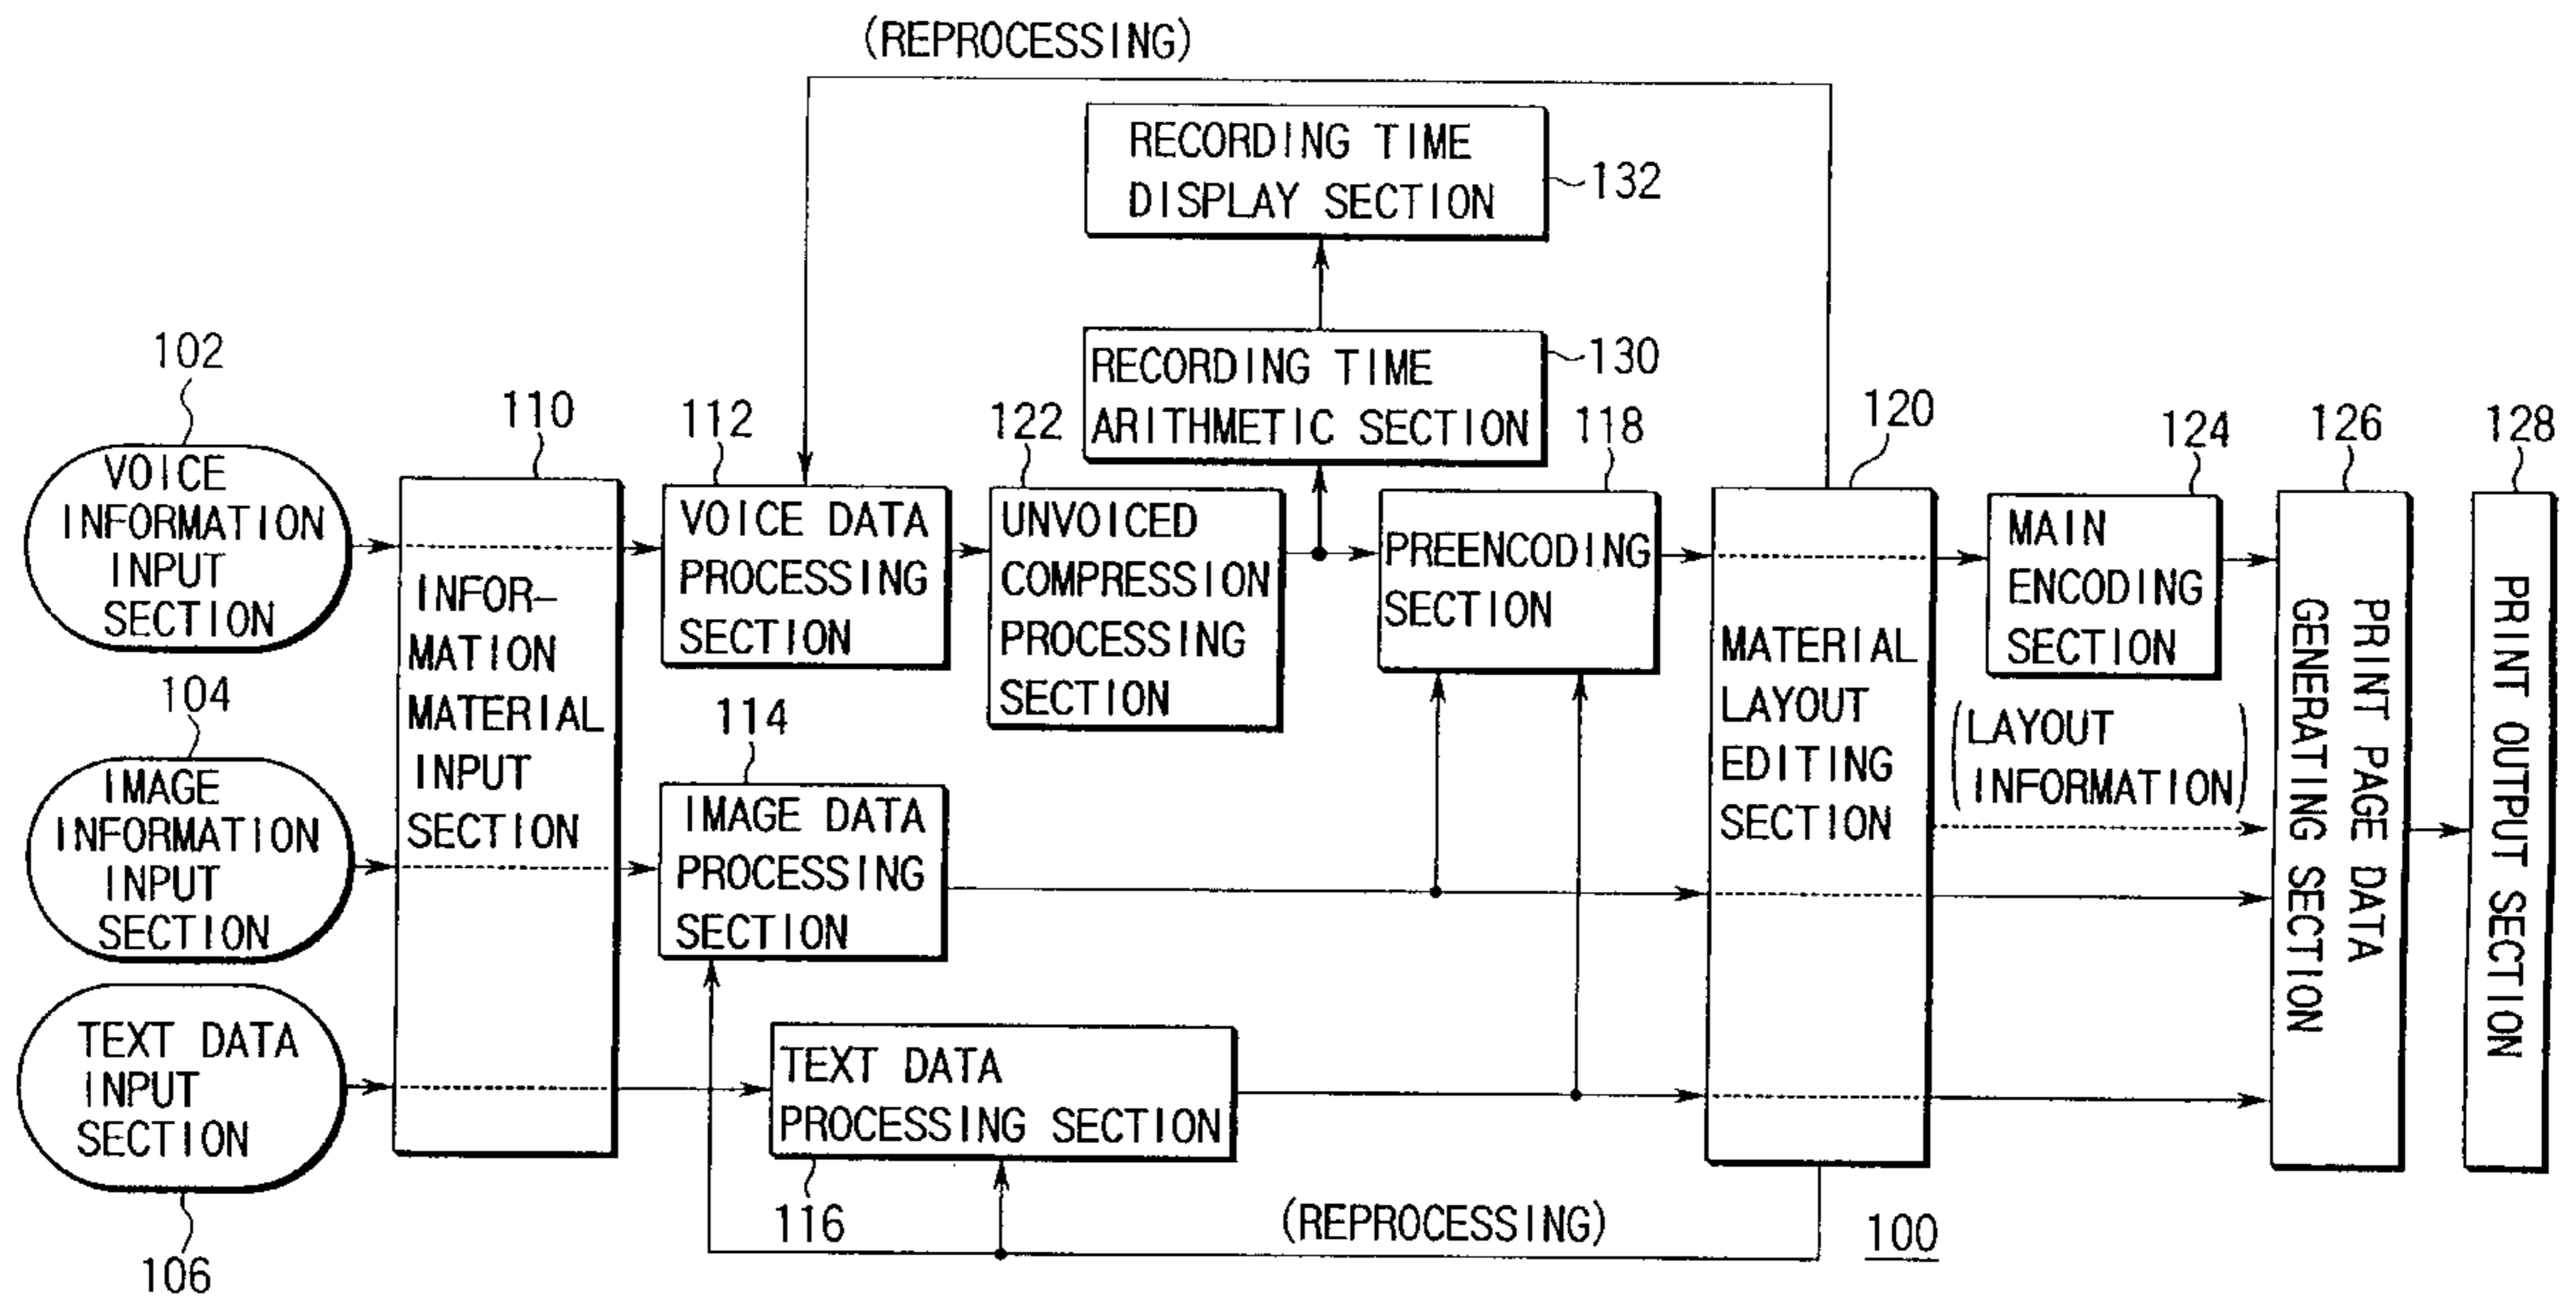 (REPROCESSING)
RECORDING TIME
DISPLAY SECTION
132
RECORDING TIME
ARITHMETIC SECTION
130
102
VOICE
INFORMATION
INPUT
SECTION
104
IMAGE
INFORMATION
INPUT
SECTION
TEXT DATA
INPUT
SECTION
106
110
INFOR-
MATION
MATERIAL
INPUT
SECTION
112
VOICE DATA
PROCESSING
SECTION
114
IMAGE DATA
PROCESSING
SECTION
TEXT DATA
PROCESSING SECTION
116
122
UNVOICED
COMPRESSION
PROCESSING
SECTION
118
PREENCODING
SECTION
120
MATERIAL
LAYOUT
EDITING
SECTION
124
MAIN
ENCODING
SECTION
(LAYOUT
INFORMATION)
126
PRINT PAGE DATA
GENERATING SECTION
128
PRINT OUTPUT SECTION
(REPROCESSING)
100